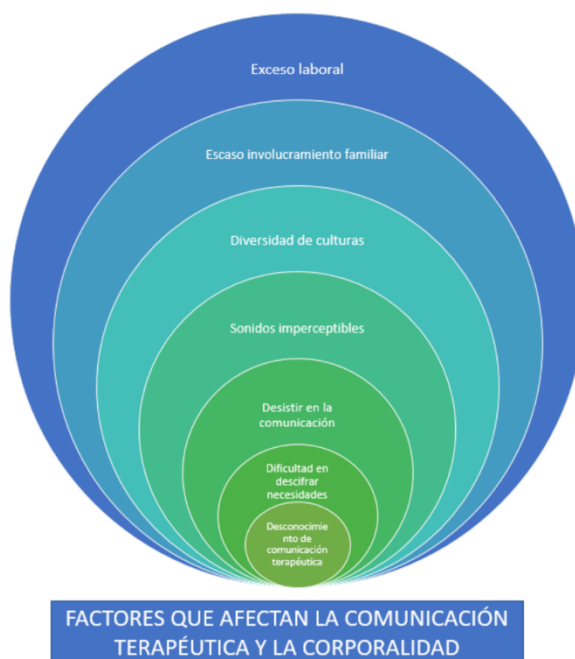 Exceso laboral
Escaso involucramiento familiar
Diversidad de culturas
Sonidos imperceptibles
Desistir en la
comunicación
Dificultad en
descifrar
necesidades
Desconocimie
nto de
comunicación
terapéutica
FACTORES QUE AFECTAN LA COMUNICACIÓN
TERAPÉUTICA Y LA CORPORALIDAD